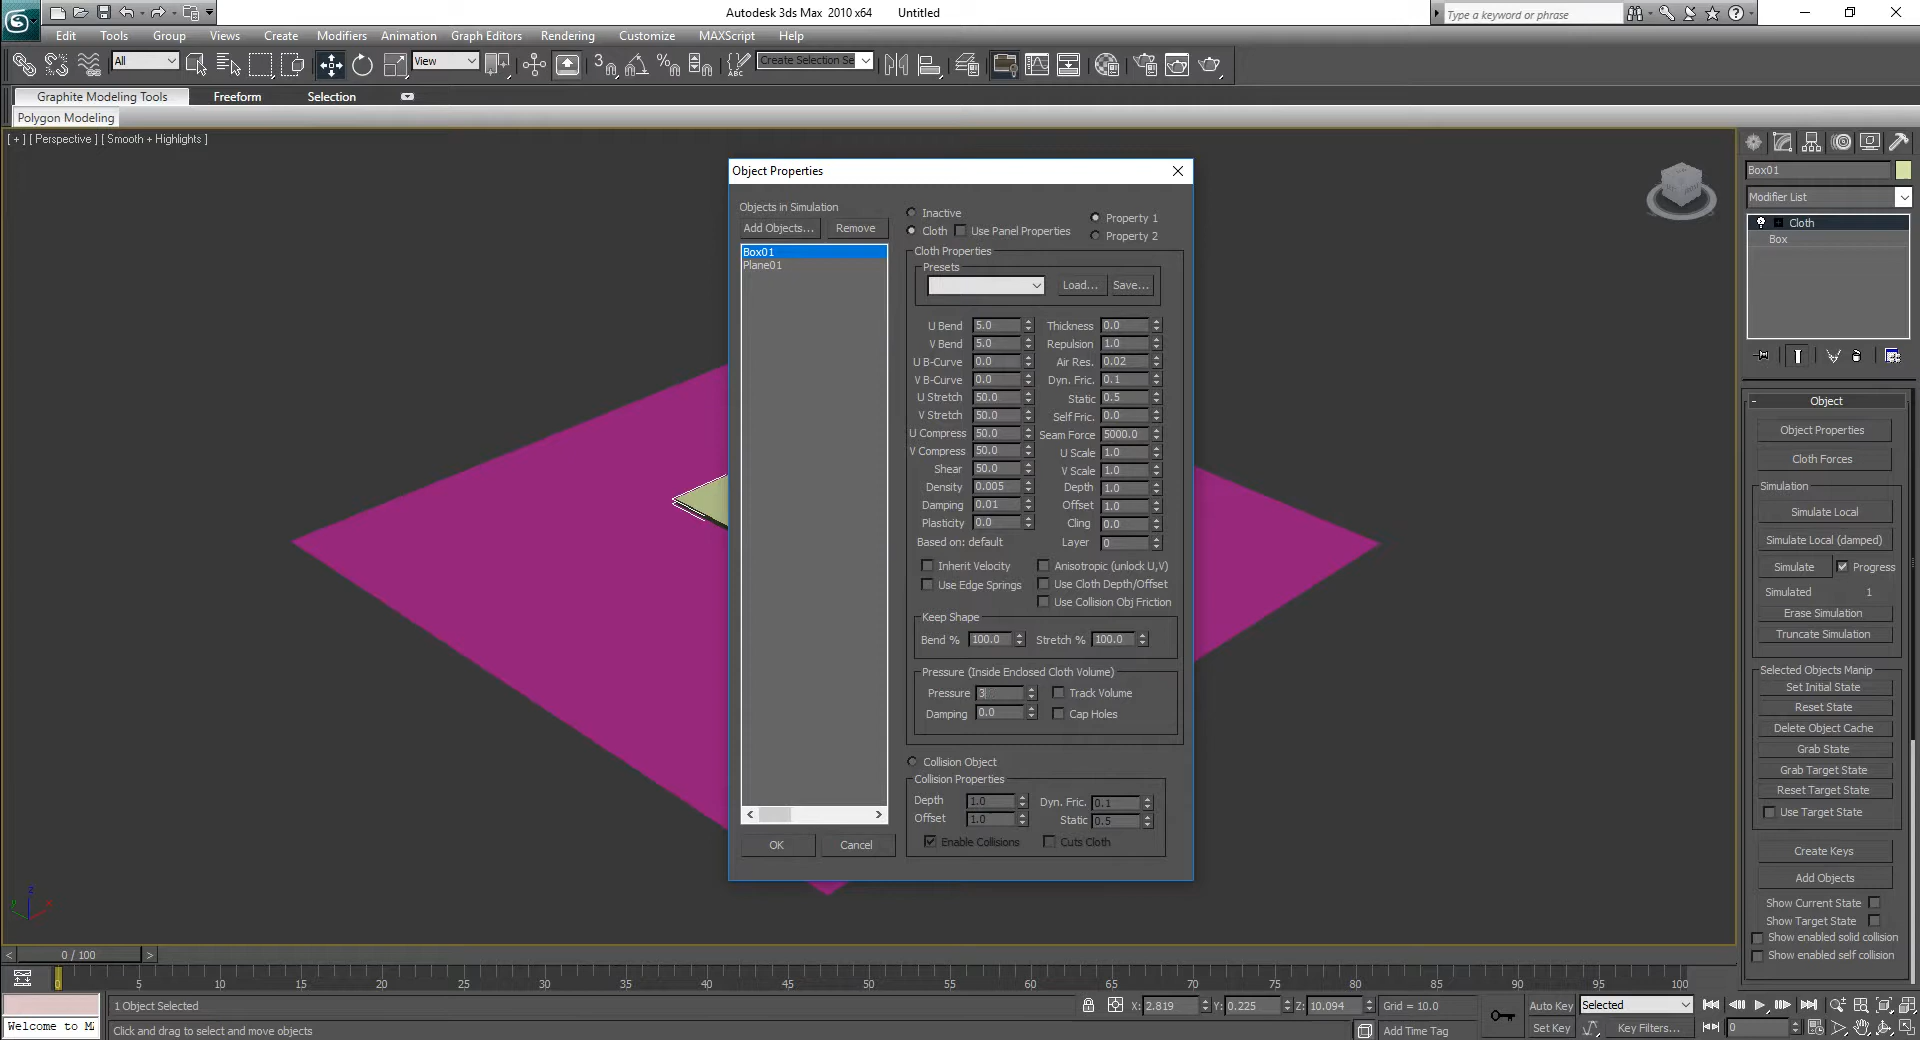 Autodesk 3ds Max 2010 x64 Untitled
Type a keyword or phrase
Edit Tools Group Views Create Modifiers Animation Graph Editors Rendering Customize MAXScript Help
All View Create Selection Se
Graphite Modeling Tools Freeform Selection
Polygon Modeling
[ + ] [ Perspective ] [ Smooth + Highlights ]
Object Properties
Objects in Simulation
Add Objects... Remove
Box01
Plane01
OK Cancel
Inactive
Cloth Use Panel Properties
Property 1
Property 2
Cloth Properties
Presets
Load... Save...
U Bend 5.0 Thickness 0.0
V Bend 5.0 Repulsion 1.0
U B-Curve 0.0 Air Res. 0.02
V B-Curve 0.0 Dyn. Fric. 0.1
U Stretch 50.0 Static 0.5
V Stretch 50.0 Self Fric. 0.0
U Compress 50.0 Seam Force 5000.0
V Compress 50.0 U Scale 1.0
Shear 50.0 V Scale 1.0
Density 0.005 Depth 1.0
Damping 0.01 Offset 1.0
Plasticity 0.0 Cling 0.0
Based on: default Layer 0
Inherit Velocity Anisotropic (unlock U,V)
Use Edge Springs Use Cloth Depth/Offset
Use Collision Obj Friction
Keep Shape
Bend % 100.0 Stretch % 100.0
Pressure (Inside Enclosed Cloth Volume)
Pressure 3 Track Volume
Damping 0.0 Cap Holes
Collision Object
Collision Properties
Depth 1.0 Dyn. Fric. 0.1
Offset 1.0 Static 0.5
Enable Collisions Cuts Cloth
Box01
Modifier List
Cloth
Box
- Object
Object Properties
Cloth Forces
Simulation
Simulate Local
Simulate Local (damped)
Simulate Progress
Simulated 1
Erase Simulation
Truncate Simulation
Selected Objects Manip
Set Initial State
Reset State
Delete Object Cache
Grab State
Grab Target State
Reset Target State
Use Target State
Create Keys
Add Objects
Show Current State
Show Target State
Show enabled solid collision
Show enabled self collision
z
y x
< 0 / 100 >
0 5 10 15 20 25 30 35 40 45 50 55 60 65 70 75 80 85 90 95 100
1 Object Selected X: 2.819 Y: 0.225 Z: 10.094 Grid = 10.0 Auto Key Selected
Welcome to MA Click and drag to select and move objects Add Time Tag Set Key Key Filters... 0